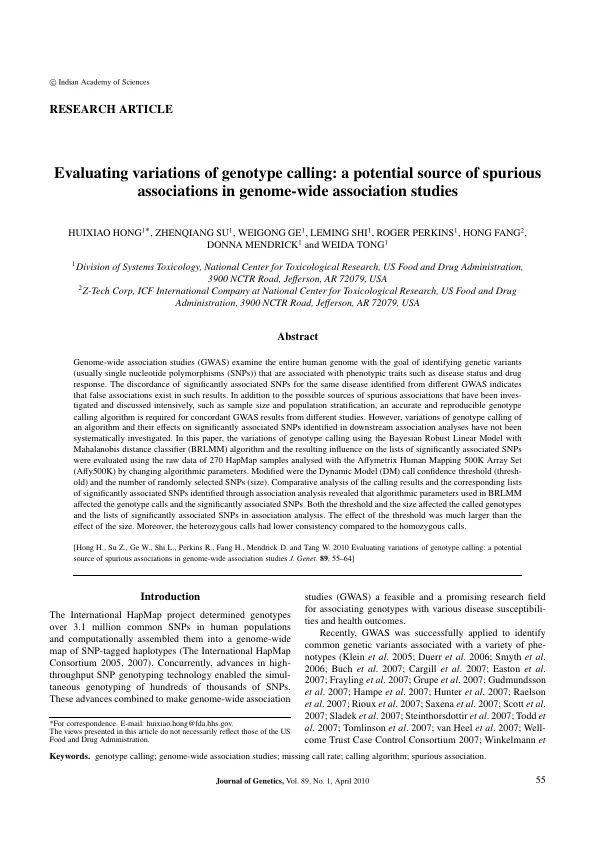 © Indian Academy of Sciences
RESEARCH ARTICLE
Evaluating variations of genotype calling: a potential source of spurious
associations in genome-wide association studies
HUIXIAO HONG1*, ZHENQIANG SU1, WEIGONG GE1, LEMING SHI1, ROGER PERKINS1, HONG FANG2,
DONNA MENDRICK1 and WEIDA TONG1
1Division of Systems Toxicology, National Center for Toxicological Research, US Food and Drug Administration,
3900 NCTR Road, Jefferson, AR 72079, USA
2Z-Tech Corp, ICF International Company at National Center for Toxicological Research, US Food and Drug
Administration, 3900 NCTR Road, Jefferson, AR 72079, USA
Abstract
Genome-wide association studies (GWAS) examine the entire human genome with the goal of identifying genetic variants
(usually single nucleotide polymorphisms (SNPs)) that are associated with phenotypic traits such as disease status and drug
response. The discordance of significantly associated SNPs for the same disease identified from different GWAS indicates
that false associations exist in such results. In addition to the possible sources of spurious associations that have been inves-
tigated and discussed intensively, such as sample size and population stratification, an accurate and reproducible genotype
calling algorithm is required for concordant GWAS results from different studies. However, variations of genotype calling of
an algorithm and their effects on significantly associated SNPs identified in downstream association analyses have not been
systematically investigated. In this paper, the variations of genotype calling using the Bayesian Robust Linear Model with
Mahalanobis distance classifier (BRLMM) algorithm and the resulting influence on the lists of significantly associated SNPs
were evaluated using the raw data of 270 HapMap samples analysed with the Affymetrix Human Mapping 500K Array Set
(Affy500K) by changing algorithmic parameters. Modified were the Dynamic Model (DM) call confidence threshold (thresh-
old) and the number of randomly selected SNPs (size). Comparative analysis of the calling results and the corresponding lists
of significantly associated SNPs identified through association analysis revealed that algorithmic parameters used in BRLMM
affected the genotype calls and the significantly associated SNPs. Both the threshold and the size affected the called genotypes
and the lists of significantly associated SNPs in association analysis. The effect of the threshold was much larger than the
effect of the size. Moreover, the heterozygous calls had lower consistency compared to the homozygous calls.
[Hong H., Su Z., Ge W., Shi L., Perkins R., Fang H., Mendrick D. and Tang W. 2010 Evaluating variations of genotype calling: a potential
source of spurious associations in genome-wide association studies J. Genet. 89, 55–64]
Introduction
The International HapMap project determined genotypes
over 3.1 million common SNPs in human populations
and computationally assembled them into a genome-wide
map of SNP-tagged haplotypes (The International HapMap
Consortium 2005, 2007). Concurrently, advances in high-
throughput SNP genotyping technology enabled the simul-
taneous genotyping of hundreds of thousands of SNPs.
These advances combined to make genome-wide association
*For correspondence. E-mail: huixiao.hong@fda.hhs.gov.
The views presented in this article do not necessarily reflect those of the US
Food and Drug Administration.
studies (GWAS) a feasible and a promising research field
for associating genotypes with various disease susceptibili-
ties and health outcomes.
Recently, GWAS was successfully applied to identify
common genetic variants associated with a variety of phe-
notypes (Klein et al. 2005; Duerr et al. 2006; Smyth et al.
2006; Buch et al. 2007; Cargill et al. 2007; Easton et al.
2007; Frayling et al. 2007; Grupe et al. 2007; Gudmundsson
et al. 2007; Hampe et al. 2007; Hunter et al. 2007; Raelson
et al. 2007; Rioux et al. 2007; Saxena et al. 2007; Scott et al.
2007; Sladek et al. 2007; Steinthorsdottir et al. 2007; Todd et
al. 2007; Tomlinson et al. 2007; van Heel et al. 2007; Well-
come Trust Case Control Consortium 2007; Winkelmann et
Keywords. genotype calling; genome-wide association studies; missing call rate; calling algorithm; spurious association.
Journal of Genetics, Vol. 89, No. 1, April 2010
55